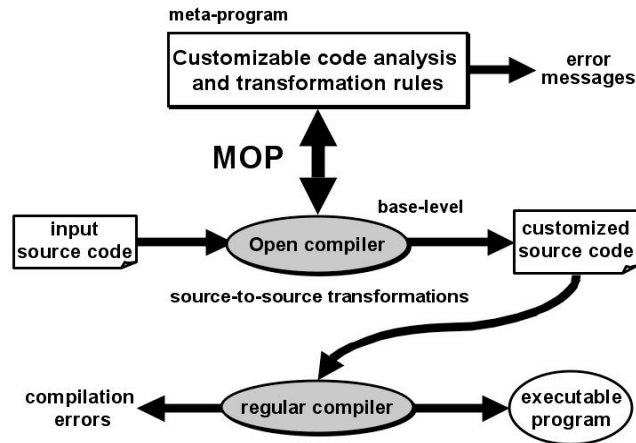 meta-program
Customizable code analysis
and transformation rules
error
messages
MOP
base-level
input
source code
Open compiler
customized
source code
source-to-source transformations
compilation
errors
regular compiler
executable
program